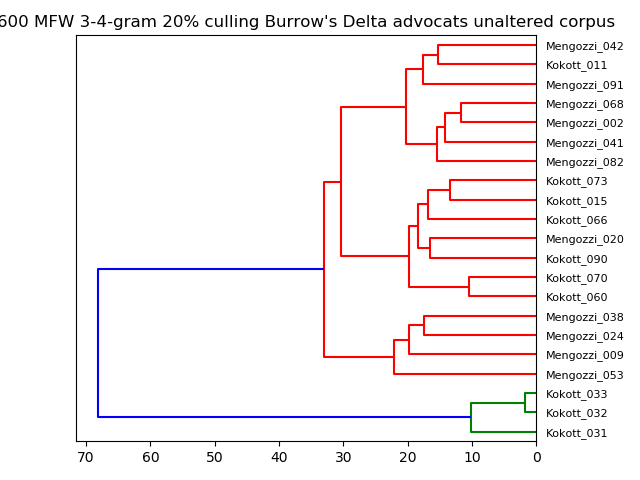 600 MFW 3-4-gram 20% culling Burrow's Delta advocats unaltered corpus
Mengozzi_042
Kokott_011
Mengozzi_091
Mengozzi_068
Mengozzi_002
Mengozzi_041
Mengozzi_082
Kokott_073
Kokott_015
Kokott_066
Mengozzi_020
Kokott_090
Kokott_070
Kokott_060
Mengozzi_038
Mengozzi_024
Mengozzi_009
Mengozzi_053
Kokott_033
Kokott_032
Kokott_031
70 60 50 40 30 20 10 0